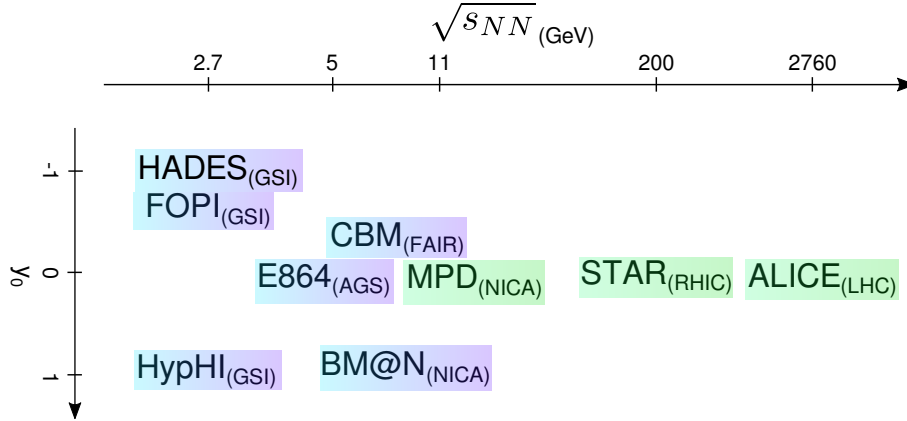 √sNN (GeV)
2.7 5 11 200 2760
-1
HADES(GSI)
FOPI(GSI)
CBM(FAIR)
y0 0
E864(AGS) MPD(NICA) STAR(RHIC) ALICE(LHC)
HypHI(GSI) BM@N(NICA)
1